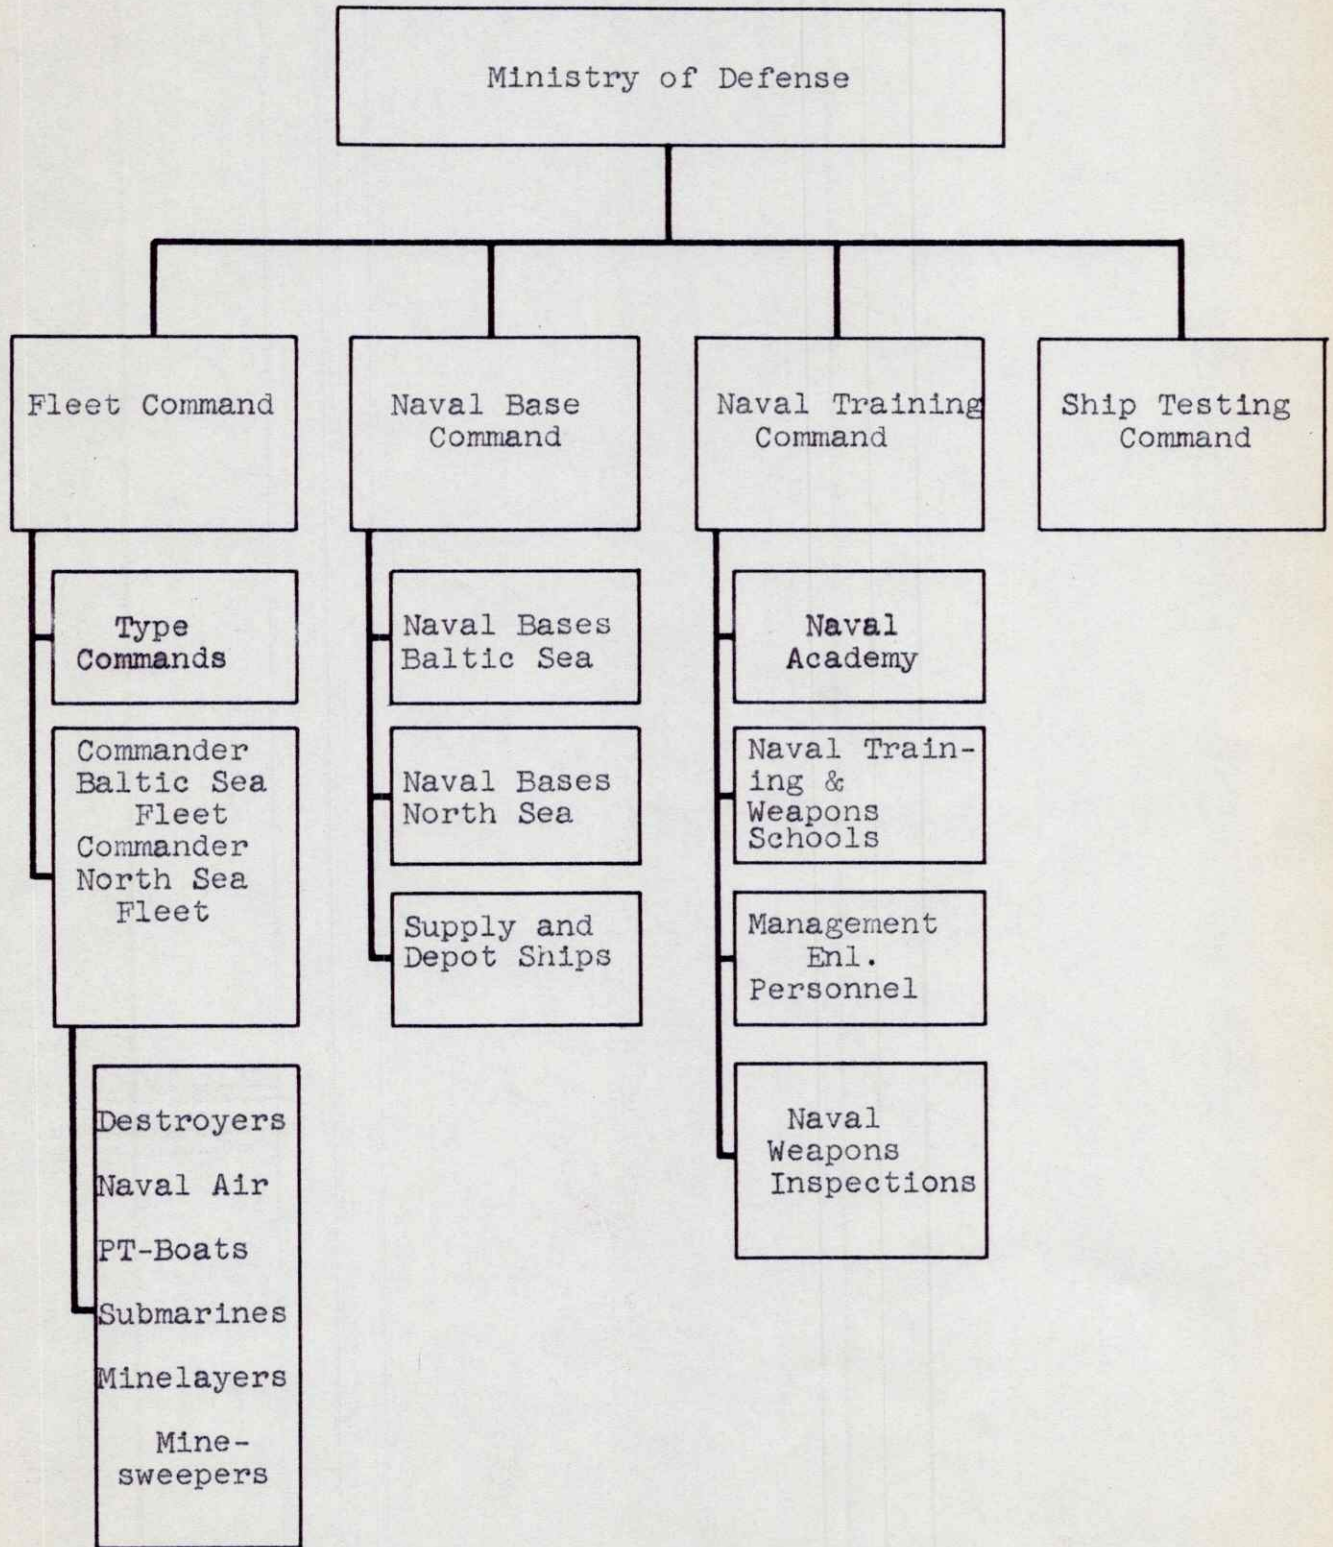 Ministry of Defense
Fleet Command
Naval Base
Command
Naval Training
Command
Ship Testing
Command
Type
Commands
Commander
Baltic Sea
Fleet
Commander
North Sea
Fleet
Destroyers
Naval Air
PT-Boats
Submarines
Minelayers
Mine-
sweepers
Naval Bases
Baltic Sea
Naval Bases
North Sea
Supply and
Depot Ships
Naval
Academy
Naval Train-
ing &
Weapons
Schools
Management
Enl.
Personnel
Naval
Weapons
Inspections